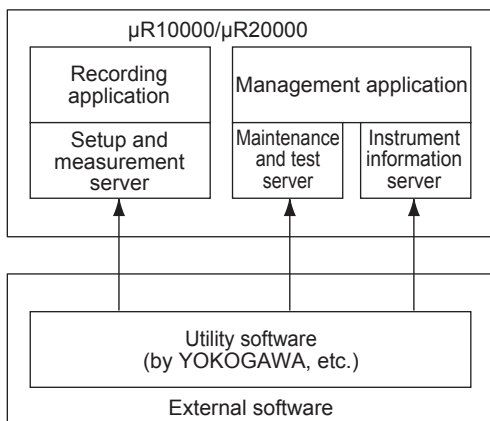 µR10000/µR20000
Recording
application
Setup and
measurement
server
Management application
Maintenance
and test
server
Instrument
information
server
Utility software
(by YOKOGAWA, etc.)
External software